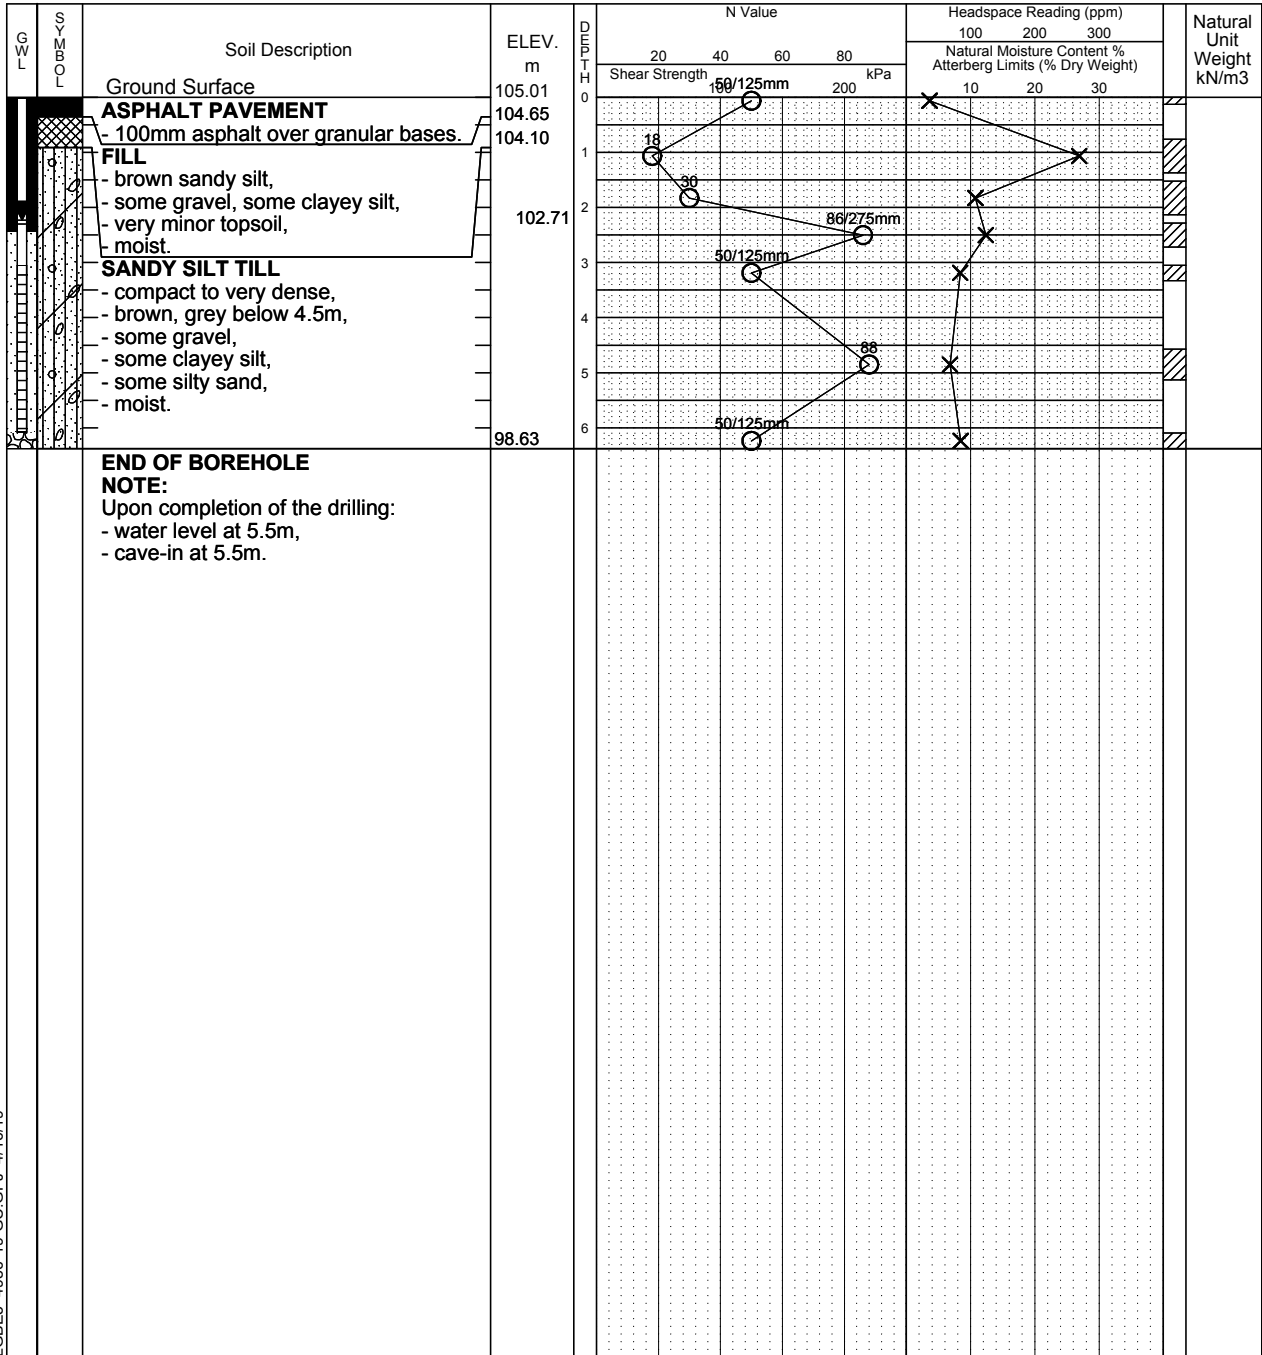 GWL
SYMBOL
Soil Description
Ground Surface
ELEV.
m
DEPTH
N Value
20 40 60 80
Shear Strength kPa
100 200
Headspace Reading (ppm)
100 200 300
Natural Moisture Content %
Atterberg Limits (% Dry Weight)
10 20 30
Natural
Unit
Weight
kN/m3
105.01
0
50/125mm
ASPHALT PAVEMENT
104.65
- 100mm asphalt over granular bases.
104.10
FILL
1
18
- brown sandy silt,
- some gravel, some clayey silt,
30
2
- very minor topsoil,
102.71
86/275mm
- moist.
SANDY SILT TILL
3
50/125mm
- compact to very dense,
- brown, grey below 4.5m,
4
- some gravel,
- some clayey silt,
88
5
- some silty sand,
- moist.
6
50/125mm
98.63
END OF BOREHOLE
NOTE:
Upon completion of the drilling:
- water level at 5.5m,
- cave-in at 5.5m.